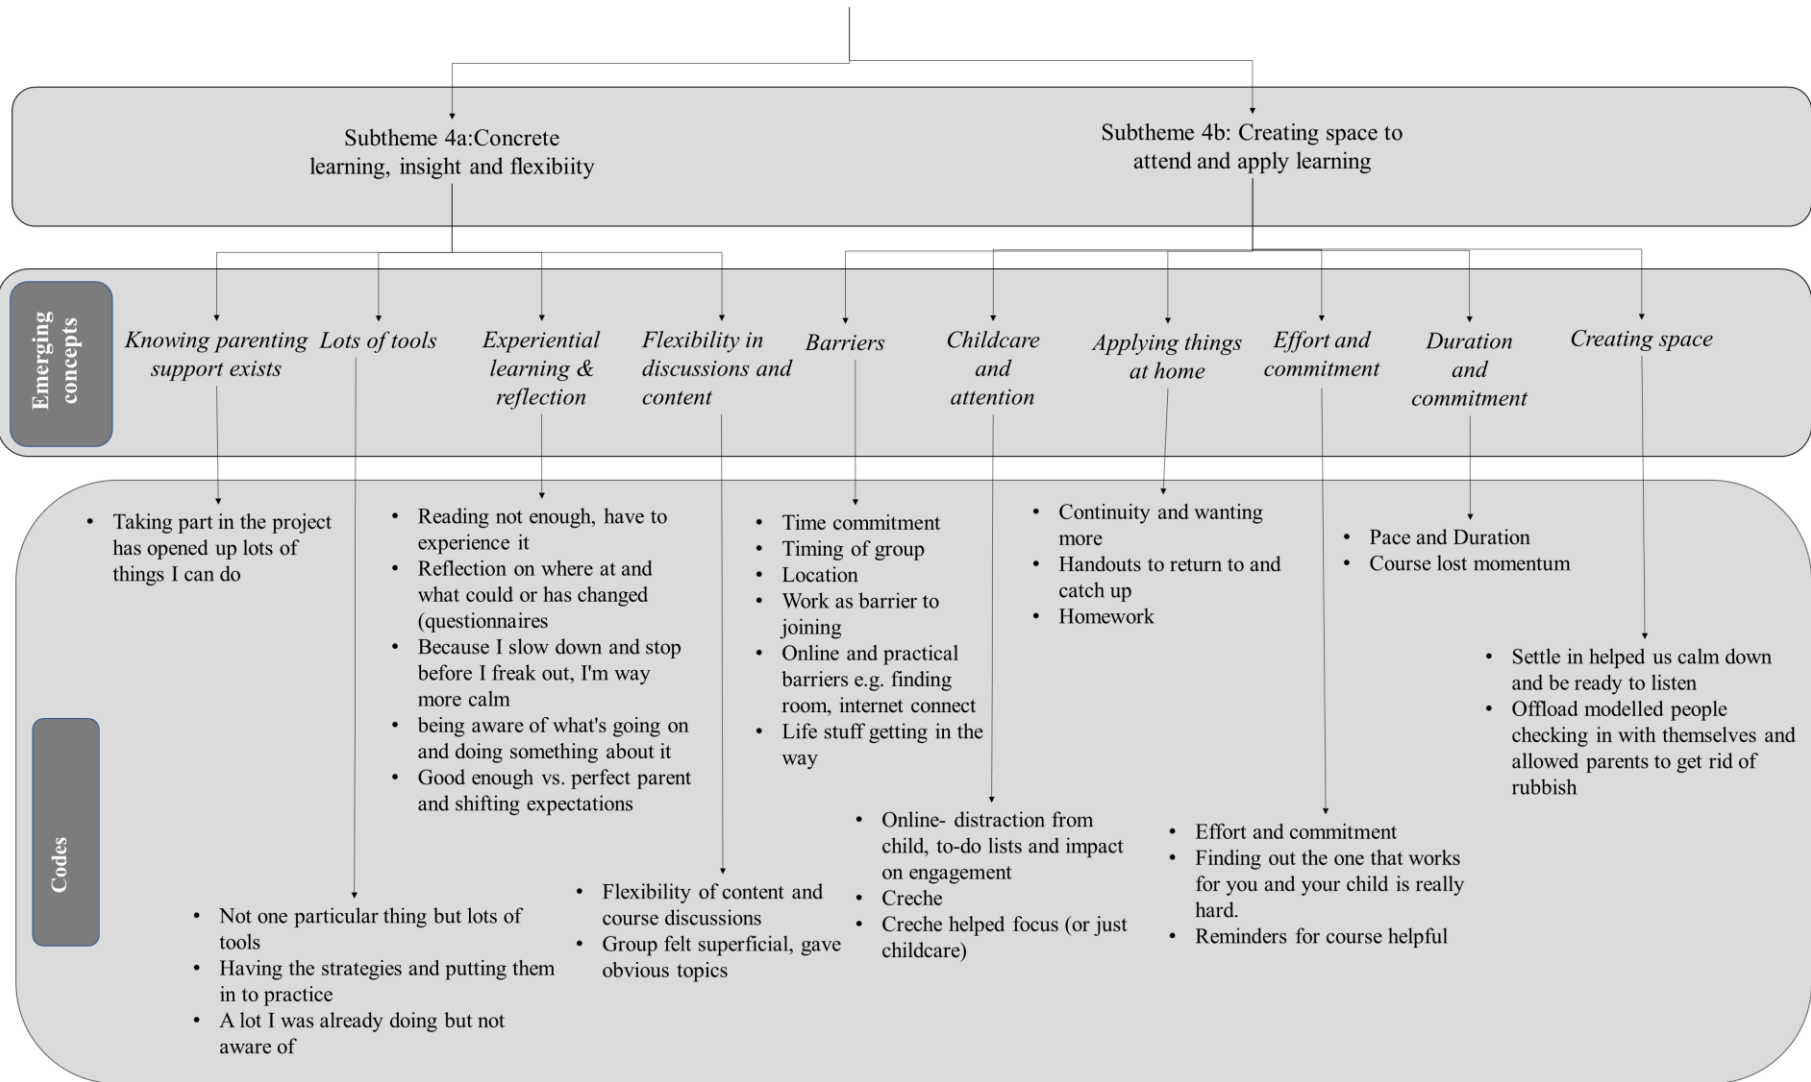 Subtheme 4a:Concrete
learning, insight and flexibiity
Subtheme 4b: Creating space to
attend and apply learning
Emerging
concepts
Knowing parenting
support exists
Lots of tools
Experiential
learning &
reflection
Flexibility in
discussions and
content
Barriers
Childcare
and
attention
Applying things
at home
Effort and
commitment
Duration
and
commitment
Creating space
Codes
• Taking part in the project
has opened up lots of
things I can do
• Not one particular thing but lots of
tools
• Having the strategies and putting them
in to practice
• A lot I was already doing but not
aware of
• Reading not enough, have to
experience it
• Reflection on where at and
what could or has changed
(questionnaires
• Because I slow down and stop
before I freak out, I'm way
more calm
• being aware of what's going on
and doing something about it
• Good enough vs. perfect parent
and shifting expectations
• Flexibility of content and
course discussions
• Group felt superficial, gave
obvious topics
• Time commitment
• Timing of group
• Location
• Work as barrier to
joining
• Online and practical
barriers e.g. finding
room, internet connect
• Life stuff getting in the
way
• Online- distraction from
child, to-do lists and impact
on engagement
• Creche
• Creche helped focus (or just
childcare)
• Continuity and wanting
more
• Handouts to return to and
catch up
• Homework
• Effort and commitment
• Finding out the one that works
for you and your child is really
hard.
• Reminders for course helpful
• Pace and Duration
• Course lost momentum
• Settle in helped us calm down
and be ready to listen
• Offload modelled people
checking in with themselves and
allowed parents to get rid of
rubbish